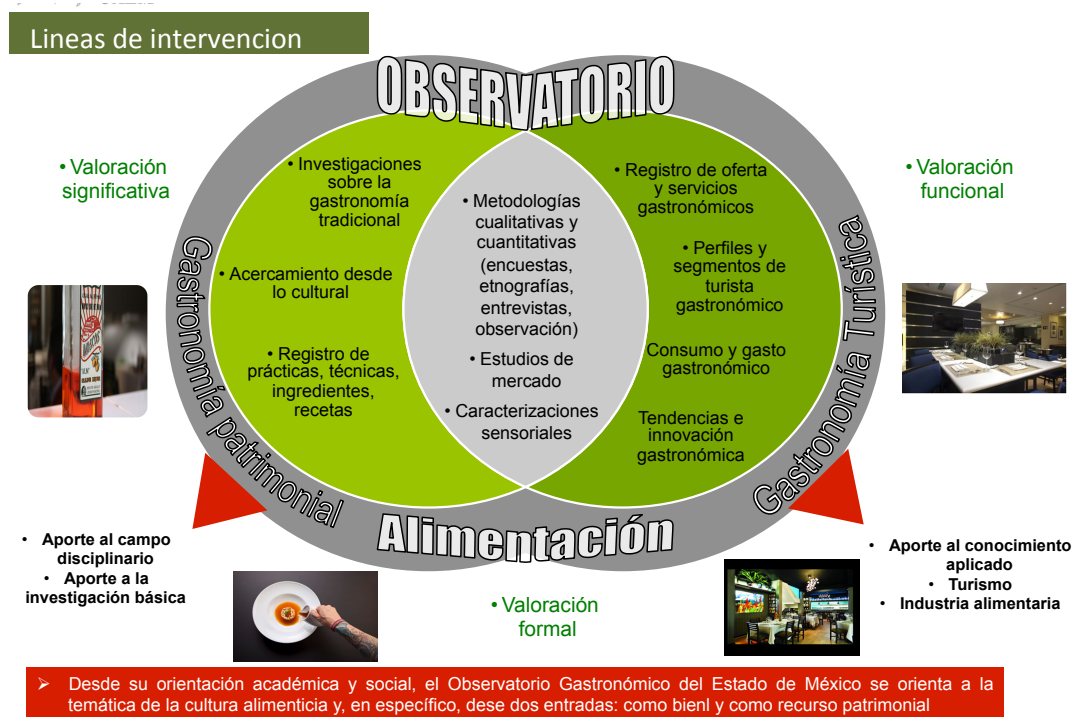 Lineas de intervencion
OBSERVATORIO
• Valoración
significativa
• Investigaciones
sobre la
gastronomía
tradicional
• Acercamiento desde
lo cultural
• Registro de
prácticas, técnicas,
ingredientes,
recetas
• Metodologías
cualitativas y
cuantitativas
(encuestas,
etnografías,
entrevistas,
observación)
• Estudios de
mercado
• Caracterizaciones
sensoriales
• Registro de oferta
y servicios
gastronómicos
• Perfiles y
segmentos de
turista
gastronómico
Consumo y gasto
gastronómico
Tendencias e
innovación
gastronómica
• Valoración
funcional
Gastronomía patrimonial
Gastronomía Turística
Alimentación
• Aporte al campo
disciplinario
• Aporte a la
investigación básica
• Valoración
formal
• Aporte al conocimiento
aplicado
• Turismo
• Industria alimentaria
➢ Desde su orientación académica y social, el Observatorio Gastronómico del Estado de México se orienta a la
temática de la cultura alimenticia y, en específico, dese dos entradas: como bienl y como recurso patrimonial